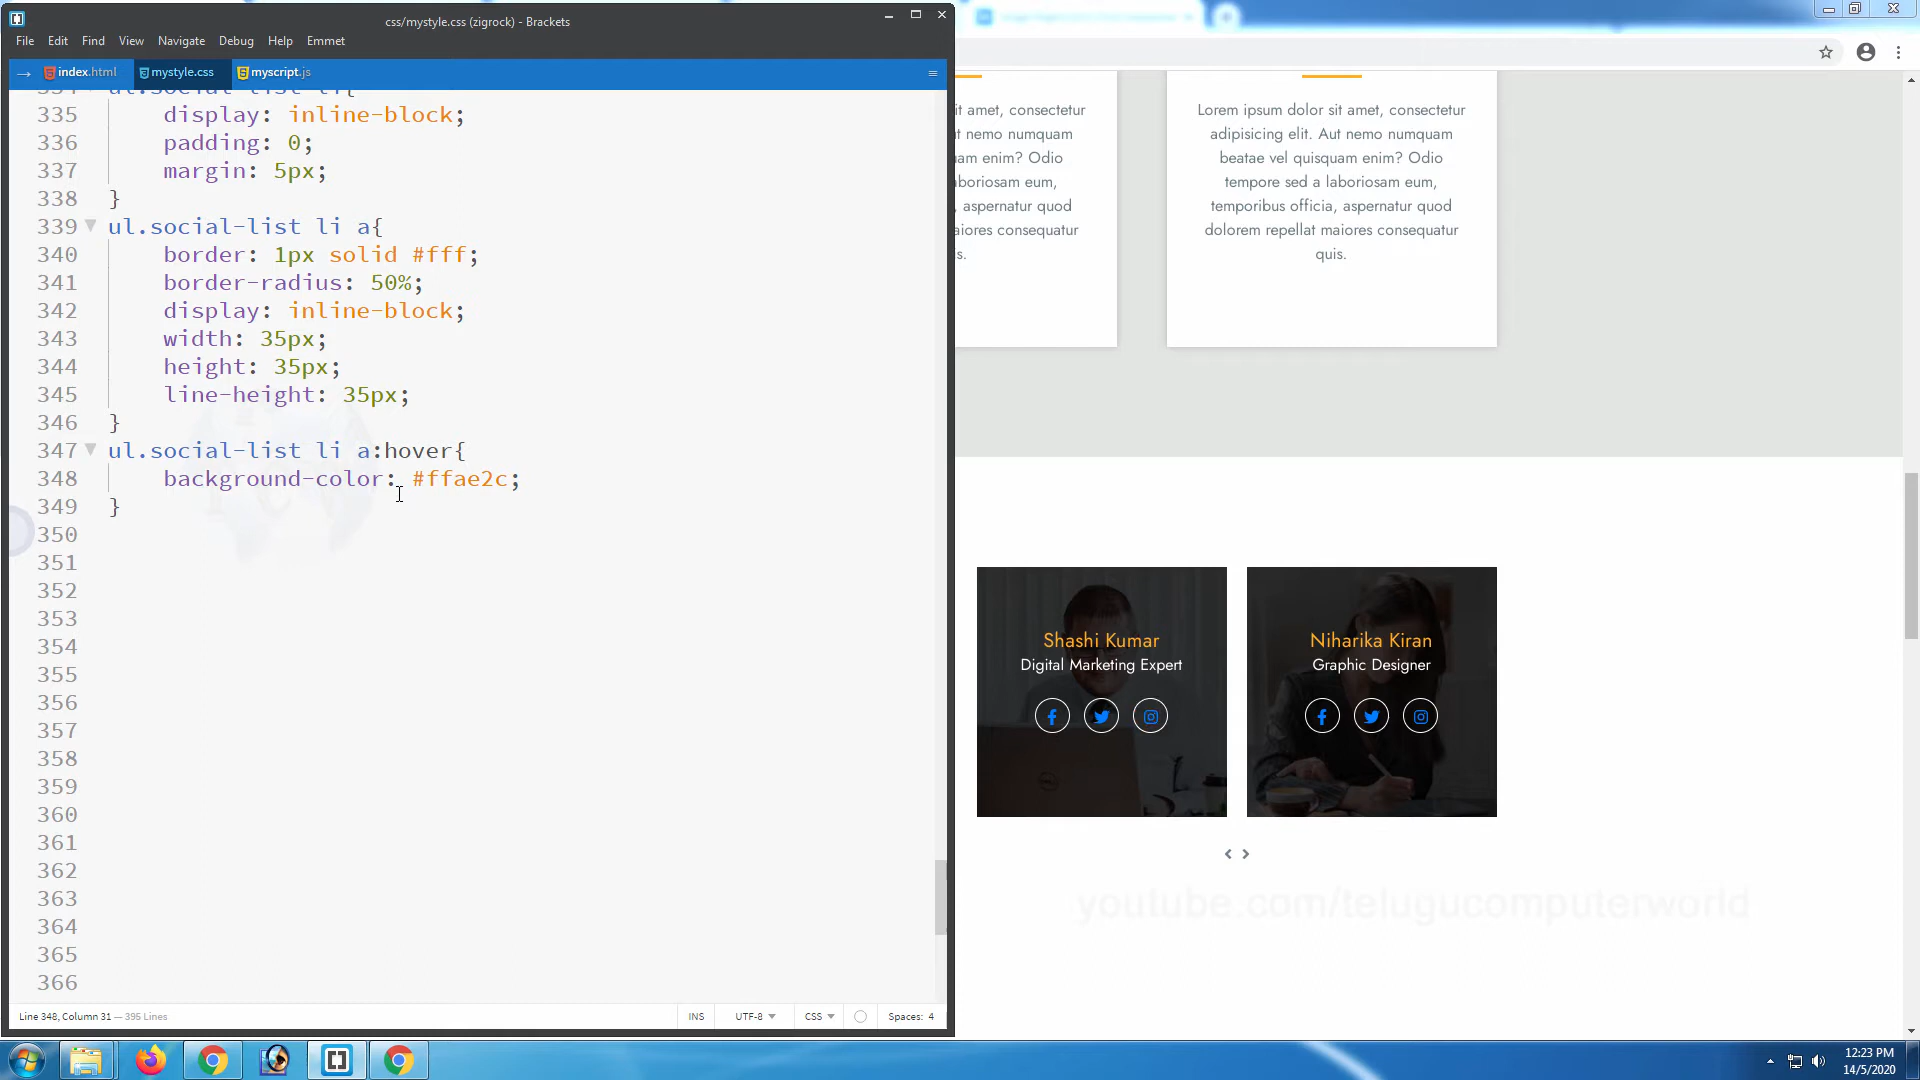 css/mystyle.css (zigrock) - Brackets
File Edit Find View Navigate Debug Help Emmet
index.html mystyle.css myscript.js
335 display: inline-block;
336 padding: 0;
337 margin: 5px;
338 }
339 ul.social-list li a{
340 border: 1px solid #fff;
341 border-radius: 50%;
342 display: inline-block;
343 width: 35px;
344 height: 35px;
345 line-height: 35px;
346 }
347 ul.social-list li a:hover{
348 background-color: #ffae2c;
349 }
350
351
352
353
354
355
356
357
358
359
360
361
362
363
364
365
366
Line 348, Column 31 — 395 Lines
INS UTF-8 CSS Spaces: 4
it amet, consectetur
ut nemo numquam
am enim? Odio
aboriosam eum,
, aspernatur quod
maiores consequatur
is.
Lorem ipsum dolor sit amet, consectetur
adipisicing elit. Aut nemo numquam
beatae vel quisquam enim? Odio
tempore sed a laboriosam eum,
temporibus officia, aspernatur quod
dolorem repellat maiores consequatur
quis.
Shashi Kumar
Digital Marketing Expert
Niharika Kiran
Graphic Designer
youtube.com/telugucomputerworld
12:23 PM
14/5/2020